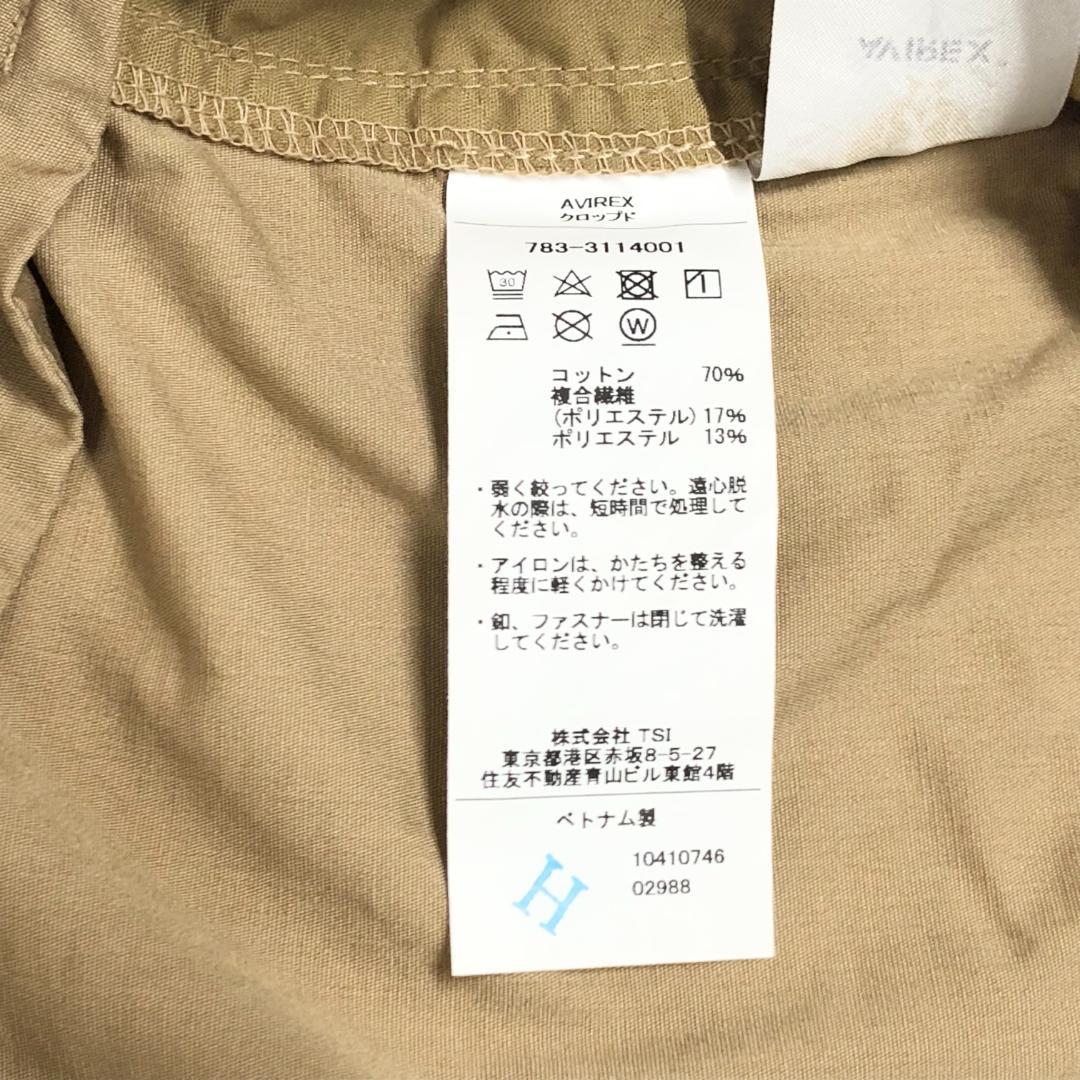 AVIREX
AVIREX
クロップド
783-3114001
30
W
コットン 70%
複合繊維
(ポリエステル) 17%
ポリエステル 13%
・弱く絞ってください。遠心脱
水の際は、短時間で処理して
ください。
・アイロンは、かたちを整える
程度に軽くかけてください。
・釦、ファスナーは閉じて洗濯
してください。
株式会社 TSI
東京都港区赤坂8-5-27
住友不動産青山ビル東館4階
ベトナム製
10410746
02988
H